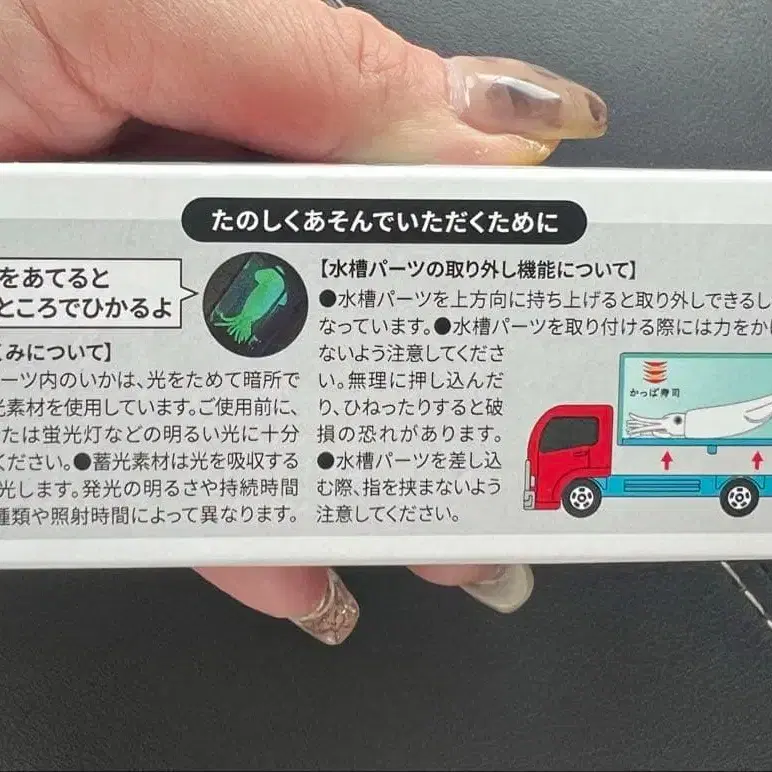 たのしくあそんでいただくために
をあてると
ところでひかるよ
くみについて】
ーツ内のいかは、光をためて暗所で
光素材を使用しています。ご使用前に、
たは蛍光灯などの明るい光に十分
ください。●蓄光素材は光を吸収する
光します。発光の明るさや持続時間
種類や照射時間によって異なります。
【水槽パーツの取り外し機能について】
●水槽パーツを上方向に持ち上げると取り外しできるし
なっています。●水槽パーツを取り付ける際には力をか
ないよう注意してくださ
い。無理に押し込んだ
り、ひねったりすると破
損の恐れがあります。
●水槽パーツを差し込
む際、指を挟まないよう
注意してください。
かっぱ寿司